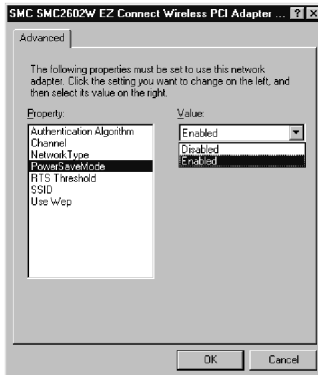 SMC SMC2602W EZ Connect Wireless PCI Adapter ... ? X
Advanced
The following properties must be set to use this network
adapter. Click the setting you want to change on the left, and
then select its value on the right.
Property:
Value:
Authentication Algorithm
Channel
NetworkType
PowerSaveMode
RTS Threshold
SSID
Use Wep
Enabled
Disabled
Enabled
OK
Cancel